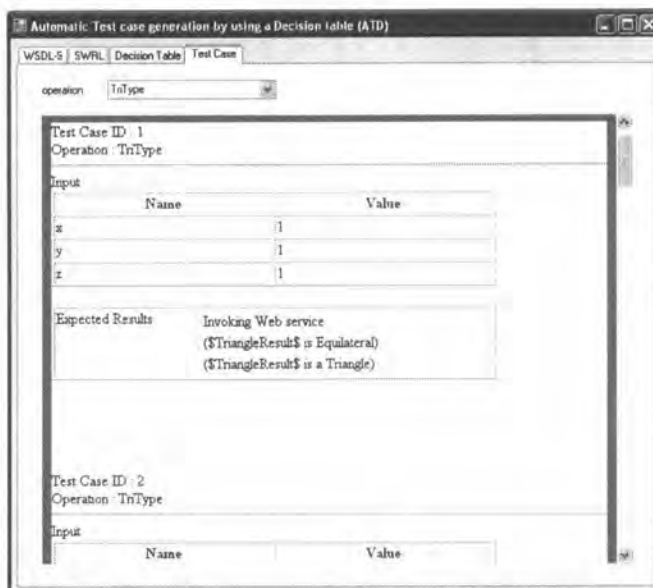 Automatic Test case generation by using a Decision table (ATD)
WSDL-S SWRL Decision Table Test Case
operation TriType
Test Case ID : 1
Operation : TriType
Input
Name Value
x 1
y 1
z 1
Expected Results Invoking Web service
($TriangleResult$ is Equilateral)
($TriangleResult$ is a Triangle)
Test Case ID : 2
Operation : TriType
Input
Name Value